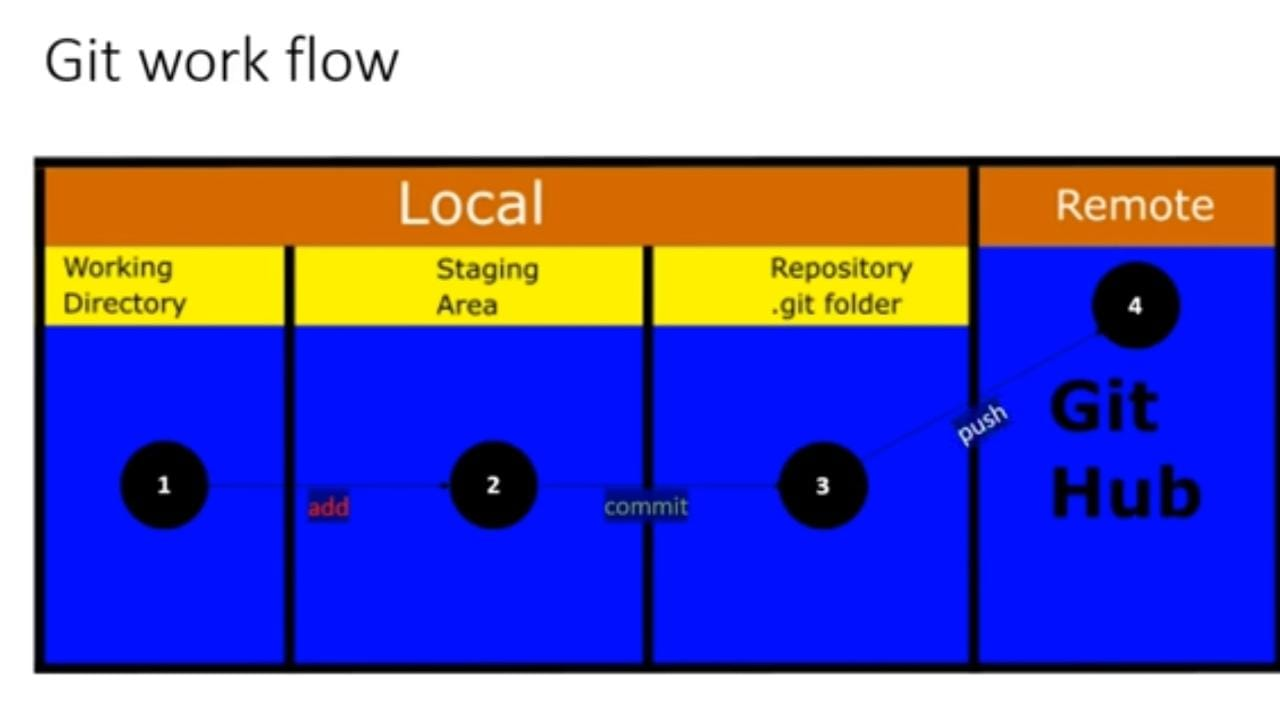 Git work flow
Local
Remote
Working
Directory
Staging
Area
Repository
.git folder
4
Git
Hub
push
1
2
3
add
commit